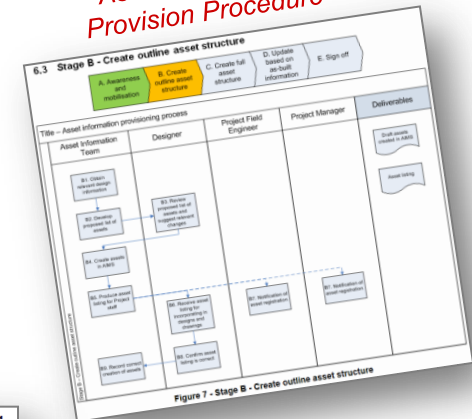 Provision Procedure
6.3 Stage B - Create outline asset structure
A. Awareness
and
mobilisation
B. Create
outline asset
structure
C. Create full
asset
structure
D. Update
based on
as-built
information
E. Sign off
Title – Asset information provisioning process
Asset Information
Team
Designer
Project Field
Engineer
Project Manager
Deliverables
B1. Obtain
relevant design
information
B2. Develop
proposed list of
assets
B3. Review
proposed list of
assets and
suggest relevant
changes
B4. Create assets
in AIMS
B5. Produce asset
listing for Project
staff
B6. Receive asset
listing for
incorporating in
designs and
drawings
B7. Notification of
asset registration
B7. Notification of
asset registration
B8. Confirm asset
listing is correct
B9. Record correct
creation of assets
Draft assets
created in AIMS
Asset listing
Stage B - Create outline asset structure
Figure 7 - Stage B - Create outline asset structure